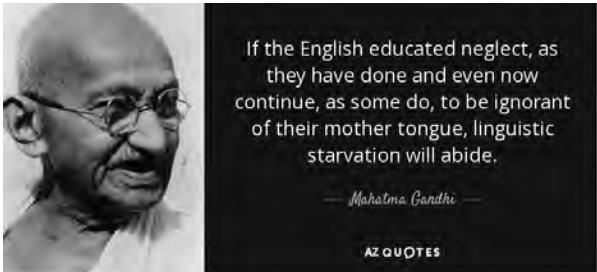 If the English educated neglect, as
they have done and even now
continue, as some do, to be ignorant
of their mother tongue, linguistic
starvation will abide.
Mahatma Gandhi
AZ QUOTES